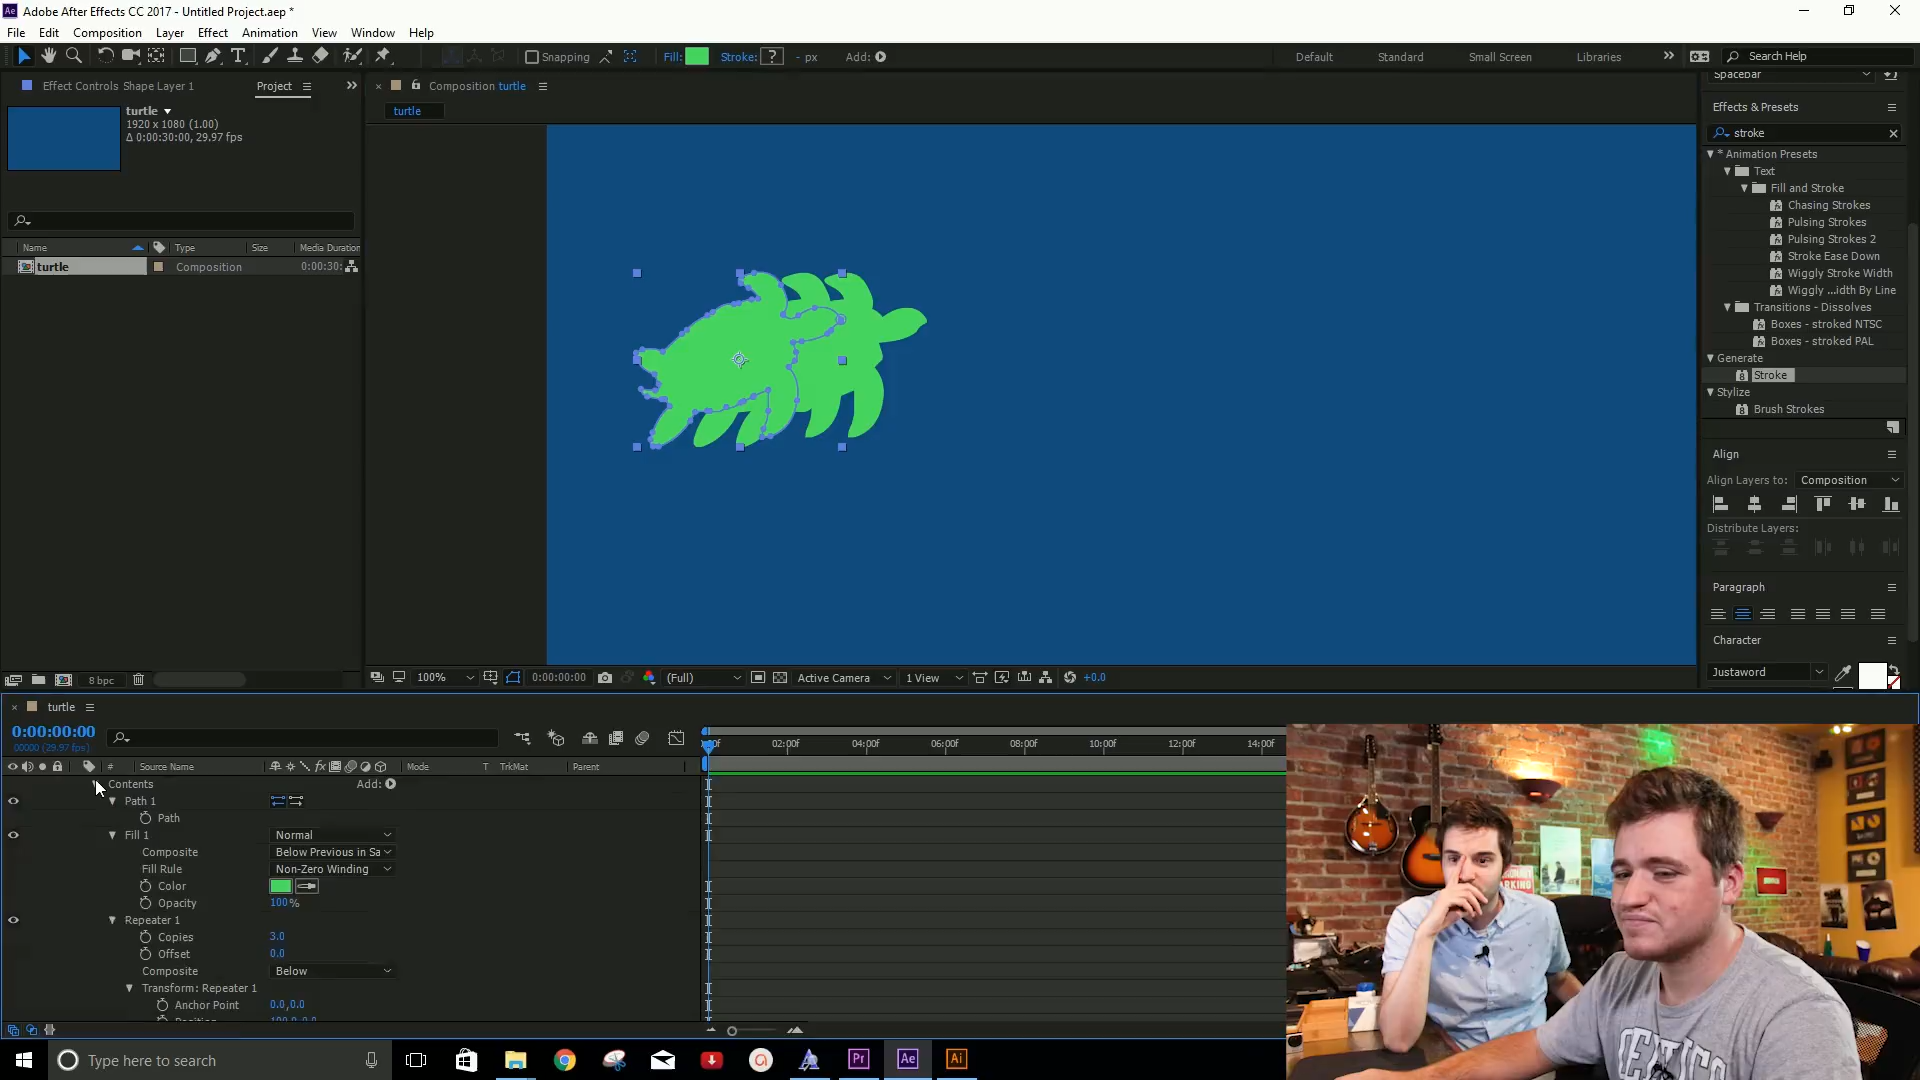 Adobe After Effects CC 2017 - Untitled Project.aep *
File Edit Composition Layer Effect Animation View Window Help
Snapping Fill: Stroke: ? - px Add: Default Standard Small Screen Libraries Search Help
Effect Controls Shape Layer 1 Project
turtle
1920 x 1080 (1.00)
Δ 0:00:30:00, 29.97 fps
Name Type Size Media Duration
turtle Composition 0:00:30:
8 bpc
Composition turtle
turtle
100% 0:00:00:00 (Full) Active Camera 1 View +0.0
Spacebar
Effects & Presets
stroke
* Animation Presets
Text
Fill and Stroke
Chasing Strokes
Pulsing Strokes
Pulsing Strokes 2
Stroke Ease Down
Wiggly Stroke Width
Wiggly ...idth By Line
Transitions - Dissolves
Boxes - stroked NTSC
Boxes - stroked PAL
Generate
Stroke
Stylize
Brush Strokes
Align
Align Layers to: Composition
Distribute Layers:
Paragraph
Character
Justaword
turtle
0:00:00:00
00000 (29.97 fps)
# Source Name Mode T TrkMat Parent
02:00f 04:00f 06:00f 08:00f 10:00f 12:00f 14:00f
Contents Add:
Path 1
Path
Fill 1 Normal
Composite Below Previous in Sa
Fill Rule Non-Zero Winding
Color
Opacity 100%
Repeater 1
Copies 3.0
Offset 0.0
Composite Below
Transform: Repeater 1
Anchor Point 0.0,0.0
Type here to search
Pr Ae Ai